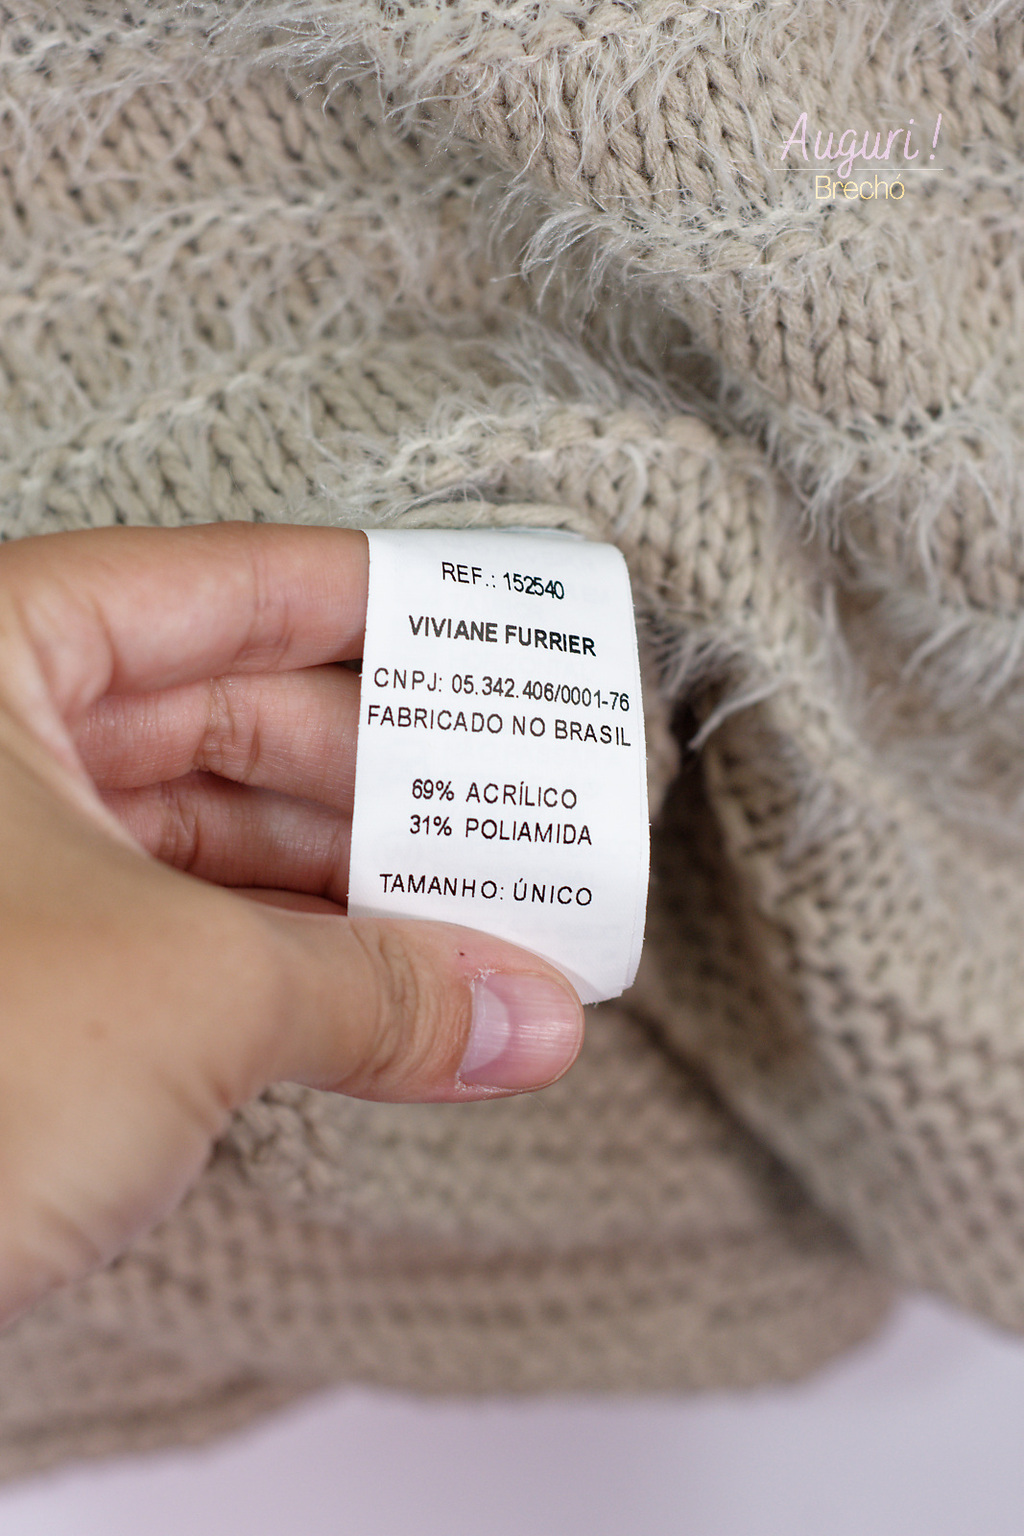 Auguri !
Brechó
REF.: 152540
VIVIANE FURRIER
CNPJ: 05.342.406/0001-76
FABRICADO NO BRASIL
69% ACRÍLICO
31% POLIAMIDA
TAMANHO: ÚNICO